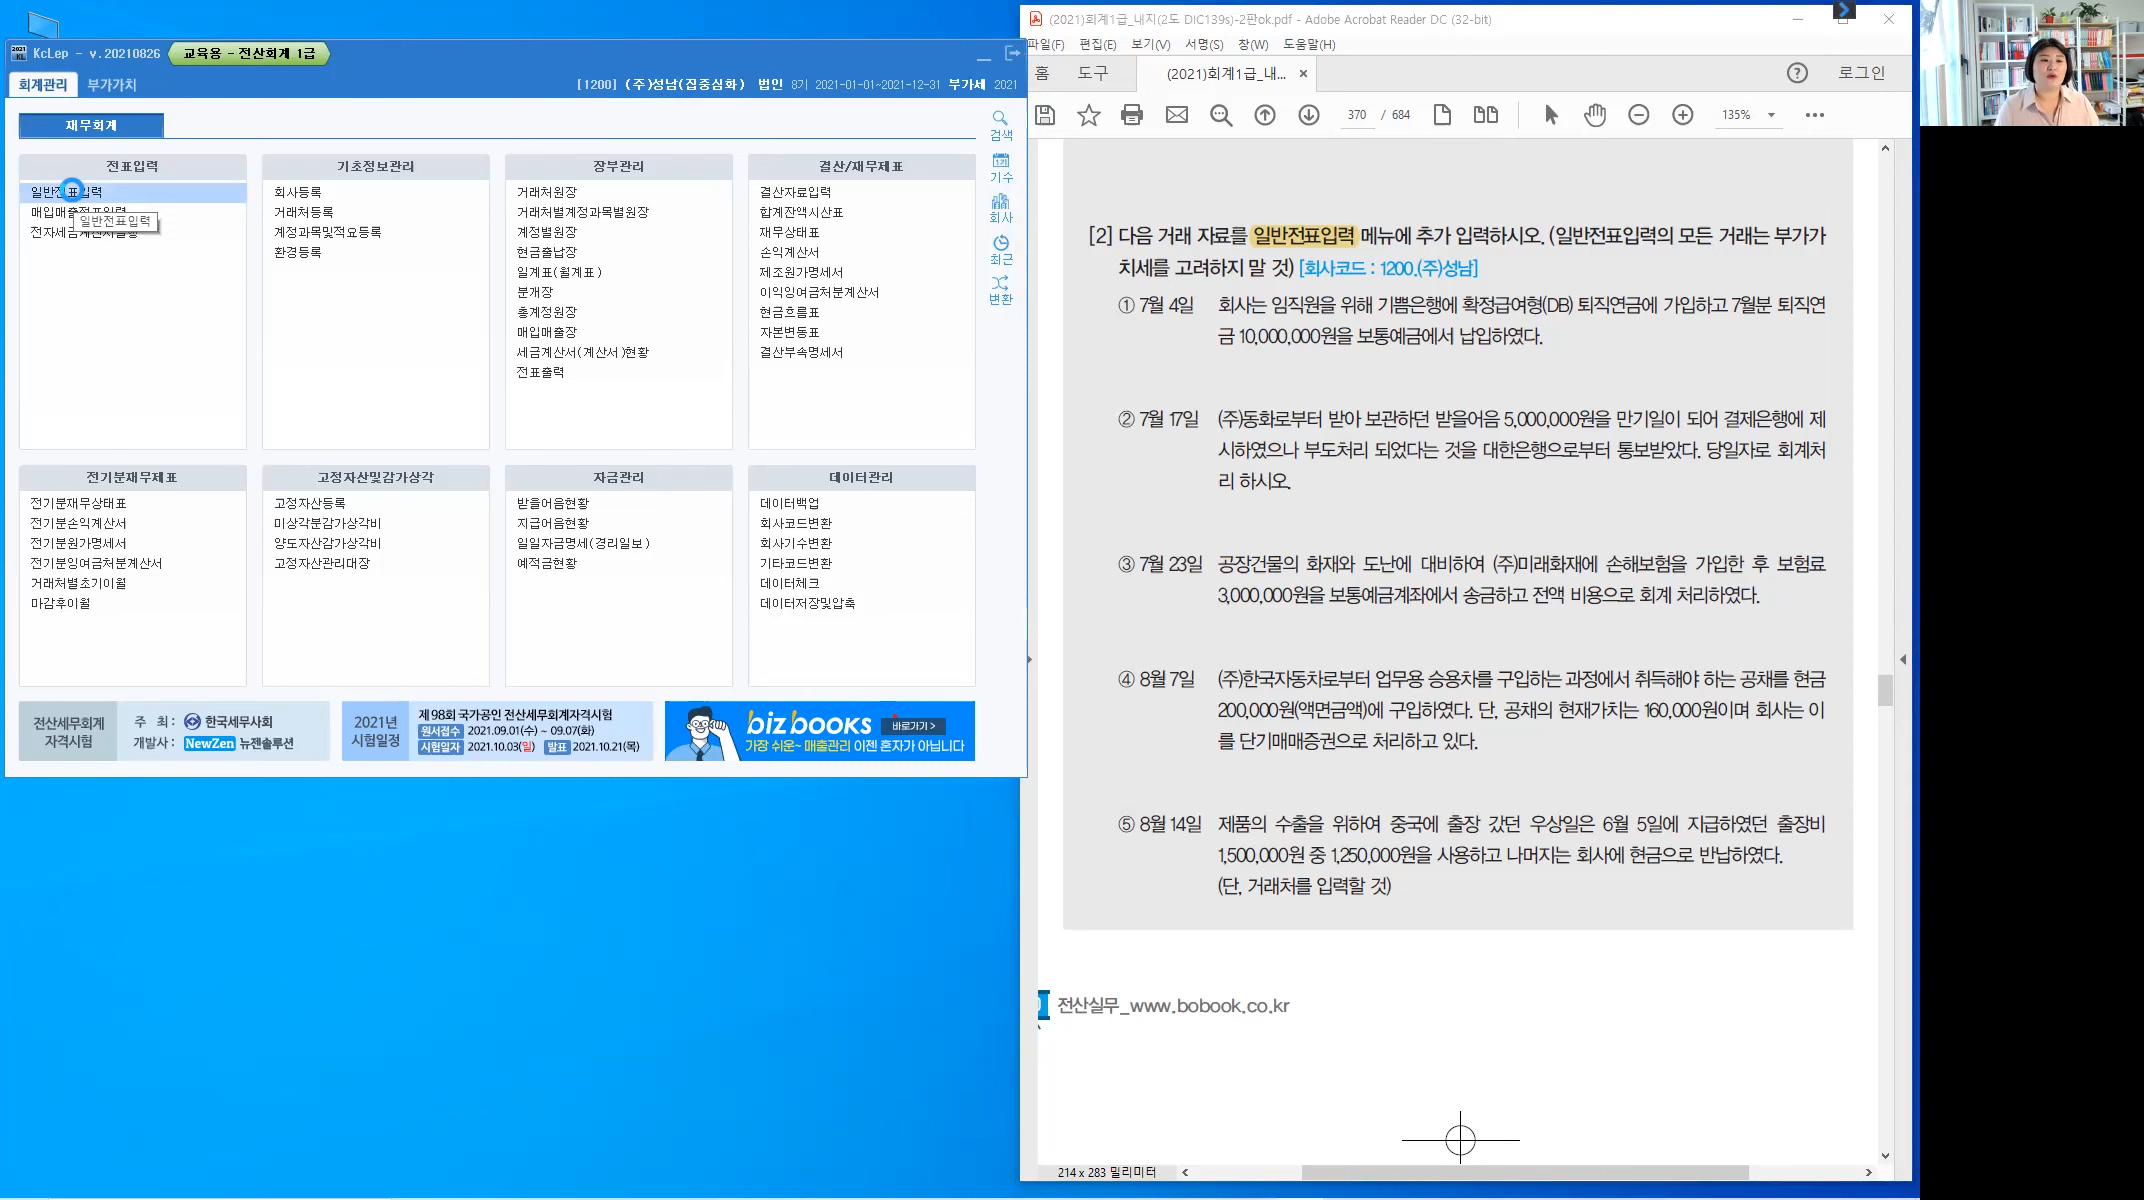 KcLep - v.20210826
교육용 - 전산회계 1급
회계관리
부가가치
[1200] (주)성남(집중심화) 법인 8기 2021-01-01~2021-12-31 부가세 2021
재무회계
검색
기수
회사
최근
변환
전표입력
일반전표입력
일반전표입력
기초정보관리
회사등록
거래처등록
계정과목및적요등록
환경등록
장부관리
거래처원장
거래처별계정과목별원장
계정별원장
현금출납장
일계표(월계표)
분개장
총계정원장
매입매출장
세금계산서(계산서)현황
전표출력
결산/재무제표
결산자료입력
합계잔액시산표
재무상태표
손익계산서
제조원가명세서
이익잉여금처분계산서
현금흐름표
자본변동표
결산부속명세서
전기분재무제표
전기분재무상태표
전기분손익계산서
전기분원가명세서
전기분잉여금처분계산서
거래처별초기이월
마감후이월
고정자산및감가상각
고정자산등록
미상각분감가상각비
양도자산감가상각비
고정자산관리대장
자금관리
받을어음현황
지급어음현황
일일자금명세(경리일보)
예적금현황
데이터관리
데이터백업
회사코드변환
회사기수변환
기타코드변환
데이터체크
데이터저장및압축
전산세무회계
자격시험
주 최 : 한국세무사회
개발사 : NewZen 뉴젠솔루션
2021년
시험일정
제98회 국가공인 전산세무회계자격시험
원서접수 2021.09.01(수) ~ 09.07(화)
시험일자 2021.10.03(일) 발표 2021.10.21(목)
bizbooks 바로가기 >
가장 쉬운~ 매출관리 이젠 혼자가 아닙니다
(2021)회계1급_내지(2도 DIC139s)-2판ok.pdf - Adobe Acrobat Reader DC (32-bit)
파일(F) 편집(E) 보기(V) 서명(S) 창(W) 도움말(H)
홈 도구 (2021)회계1급_내... × 로그인
370 / 684
135%
[2] 다음 거래 자료를 일반전표입력 메뉴에 추가 입력하시오. (일반전표입력의 모든 거래는 부가가
치세를 고려하지 말 것) [회사코드 : 1200.(주)성남]
① 7월 4일 회사는 임직원을 위해 기쁨은행에 확정급여형(DB) 퇴직연금에 가입하고 7월분 퇴직연
금 10,000,000원을 보통예금에서 납입하였다.
② 7월 17일 (주)동화로부터 받아 보관하던 받을어음 5,000,000원을 만기일이 되어 결제은행에 제
시하였으나 부도처리 되었다는 것을 대한은행으로부터 통보받았다. 당일자로 회계처
리 하시오.
③ 7월 23일 공장건물의 화재와 도난에 대비하여 (주)미래화재에 손해보험을 가입한 후 보험료
3,000,000원을 보통예금계좌에서 송금하고 전액 비용으로 회계 처리하였다.
④ 8월 7일 (주)한국자동차로부터 업무용 승용차를 구입하는 과정에서 취득해야 하는 공채를 현금
200,000원(액면금액)에 구입하였다. 단, 공채의 현재가치는 160,000원이며 회사는 이
를 단기매매증권으로 처리하고 있다.
⑤ 8월 14일 제품의 수출을 위하여 중국에 출장 갔던 우상일은 6월 5일에 지급하였던 출장비
1,500,000원 중 1,250,000원을 사용하고 나머지는 회사에 현금으로 반납하였다.
(단, 거래처를 입력할 것)
전산실무_www.bobook.co.kr
214 x 283 밀리미터